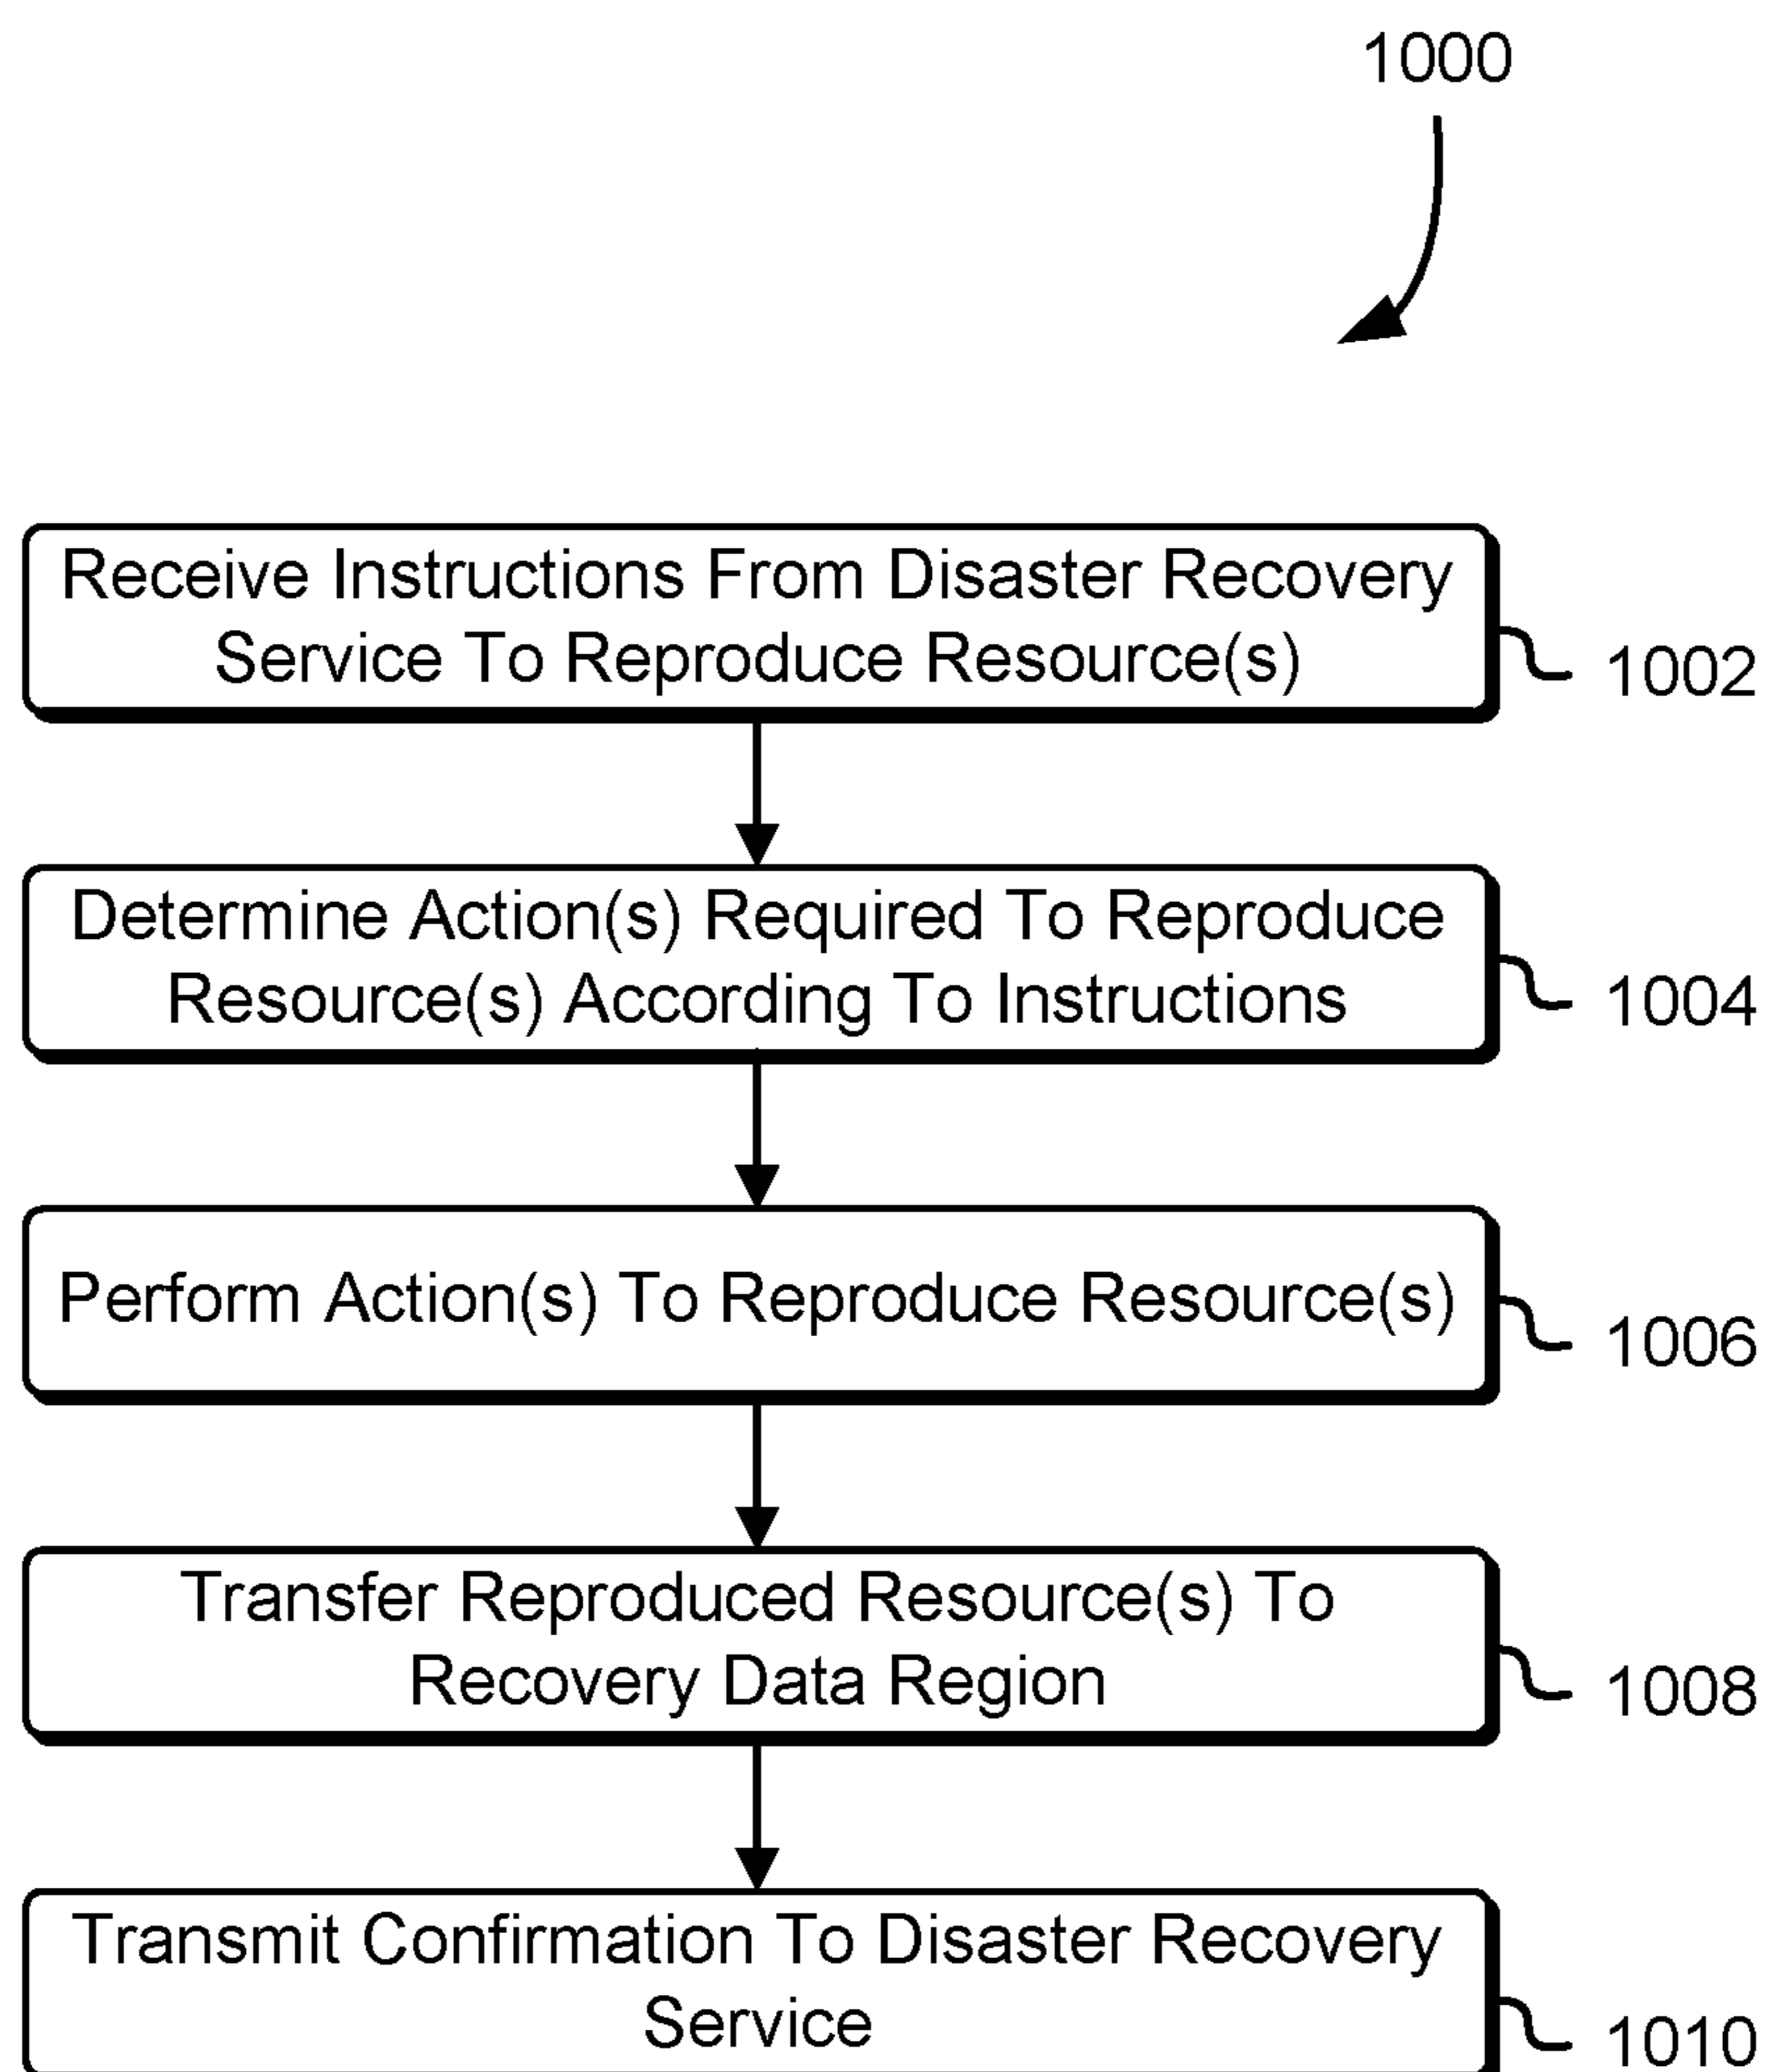 1000
Receive Instructions From Disaster Recovery
Service To Reproduce Resource(s)
1002
Determine Action(s) Required To Reproduce
Resource(s) According To Instructions
1004
Perform Action(s) To Reproduce Resource(s)
1006
Transfer Reproduced Resource(s) To
Recovery Data Region
1008
Transmit Confirmation To Disaster Recovery
Service
1010